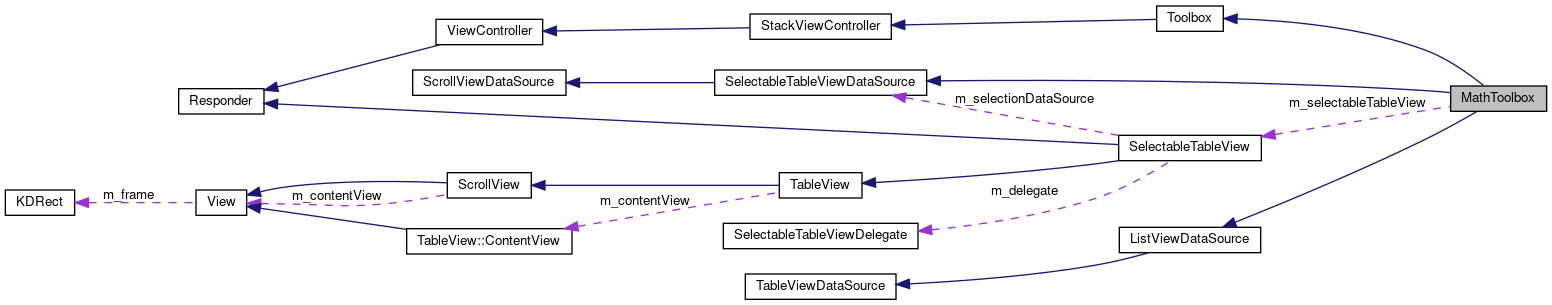 Toolbox
StackViewController
ViewController
ScrollViewDataSource
SelectableTableViewDataSource
m_selectionDataSource
m_selectableTableView
MathToolbox
Responder
SelectableTableView
KDRect
m_frame
View
m_contentView
ScrollView
TableView
m_contentView
m_delegate
TableView::ContentView
SelectableTableViewDelegate
ListViewDataSource
TableViewDataSource